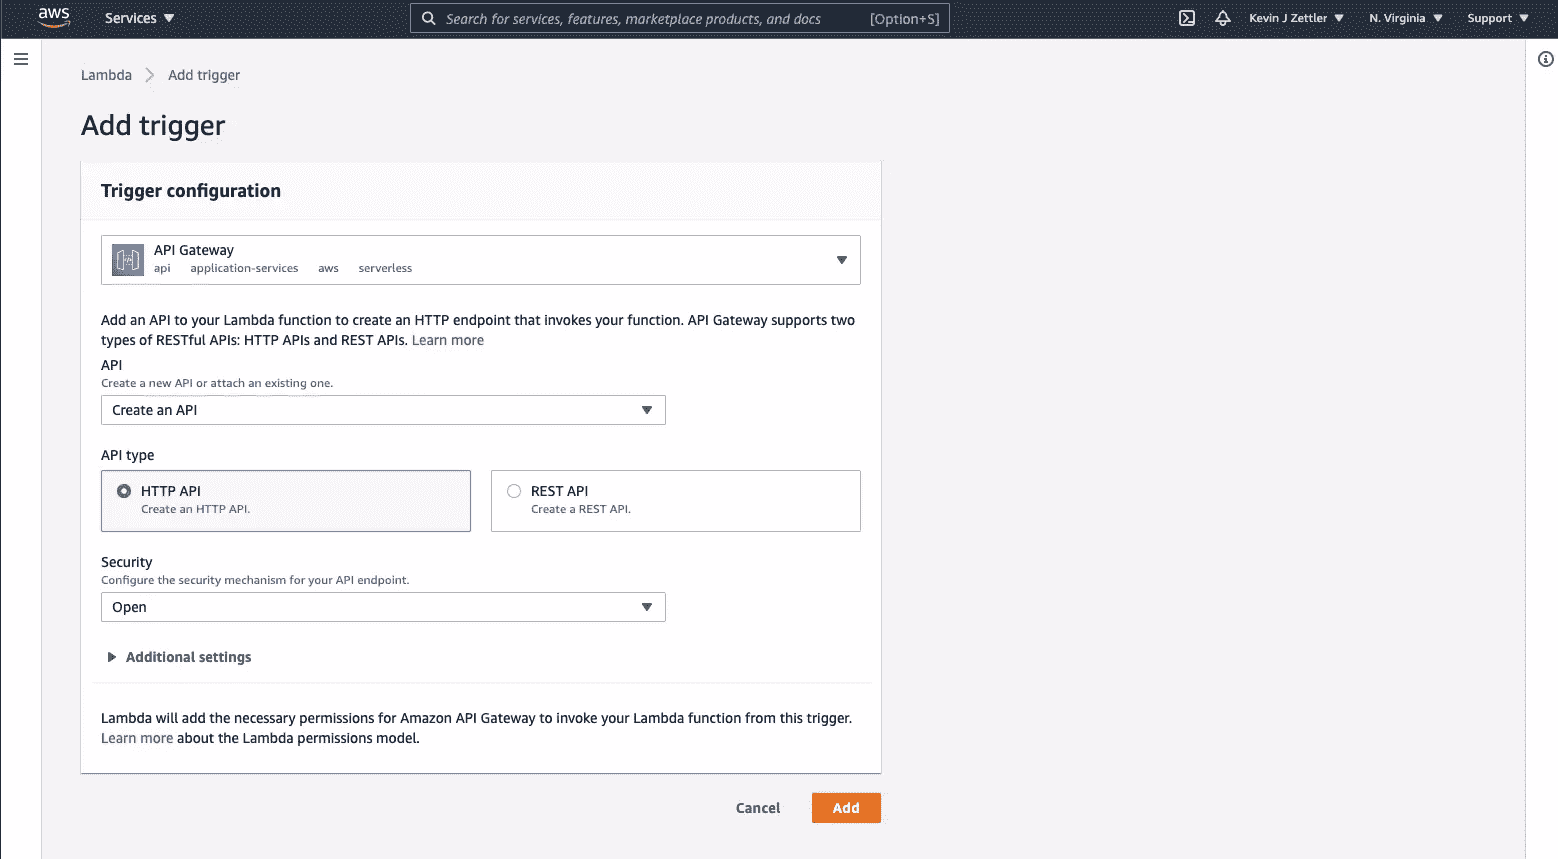 aws Services Search for services, features, marketplace products, and docs [Option+S] Kevin J Zettler N. Virginia Support
Lambda Add trigger
Add trigger
Trigger configuration
API Gateway
api application-services aws serverless
Add an API to your Lambda function to create an HTTP endpoint that invokes your function. API Gateway supports two
types of RESTful APIs: HTTP APIs and REST APIs. Learn more
API
Create a new API or attach an existing one.
Create an API
API type
HTTP API REST API
Create an HTTP API. Create a REST API.
Security
Configure the security mechanism for your API endpoint.
Open
Additional settings
Lambda will add the necessary permissions for Amazon API Gateway to invoke your Lambda function from this trigger.
Learn more about the Lambda permissions model.
Cancel Add